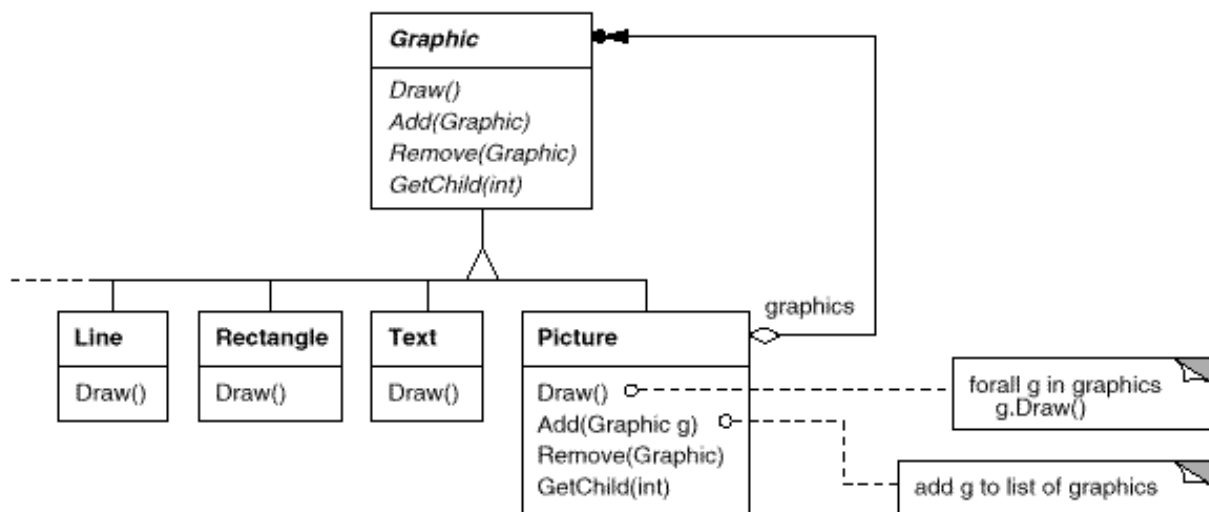 Graphic
Draw()
Add(Graphic)
Remove(Graphic)
GetChild(int)
graphics
Line
Draw()
Rectangle
Draw()
Text
Draw()
Picture
Draw()
Add(Graphic g)
Remove(Graphic)
GetChild(int)
forall g in graphics
g.Draw()
add g to list of graphics